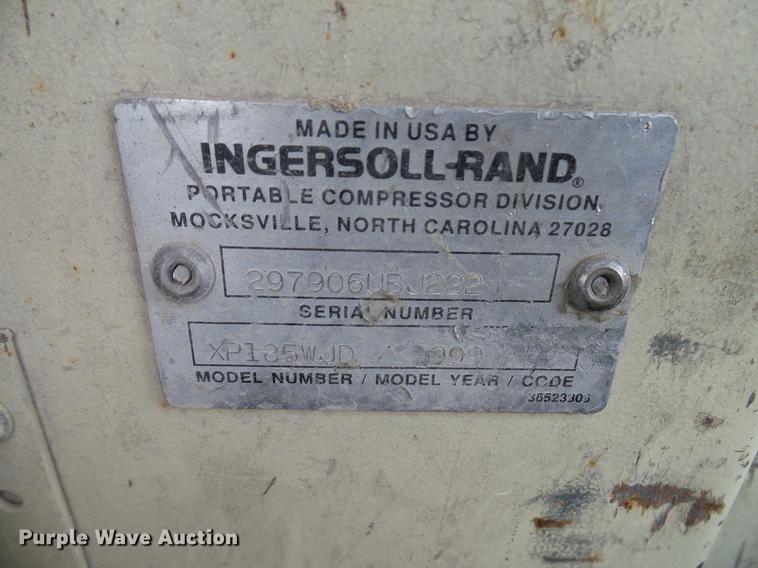 MADE IN USA BY
INGERSOLL-RAND®
PORTABLE COMPRESSOR DIVISION
MOCKSVILLE, NORTH CAROLINA 27028
297906UBJ222
SERIAL NUMBER
XP185WJD
MODEL NUMBER / MODEL YEAR / CODE
36523306
Purple Wave Auction